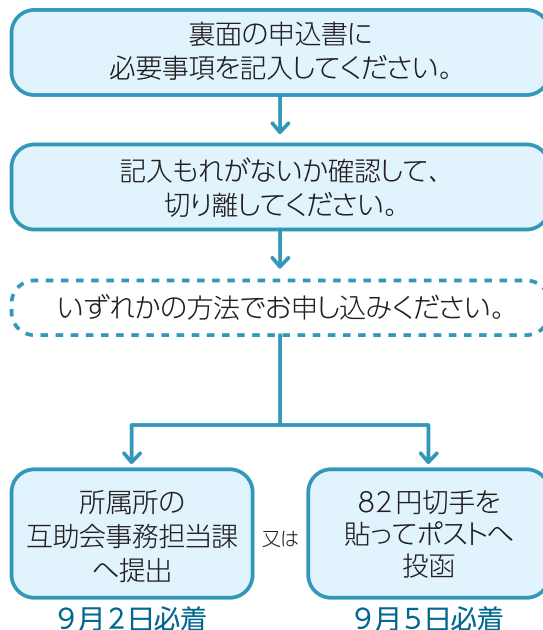 裏面の申込書に
必要事項を記入してください。
記入もれがないか確認して、
切り離してください。
いずれかの方法でお申し込みください。
所属所の
互助会事務担当課
へ提出
又は
82円切手を
貼ってポストへ
投函
9月2日必着
9月5日必着